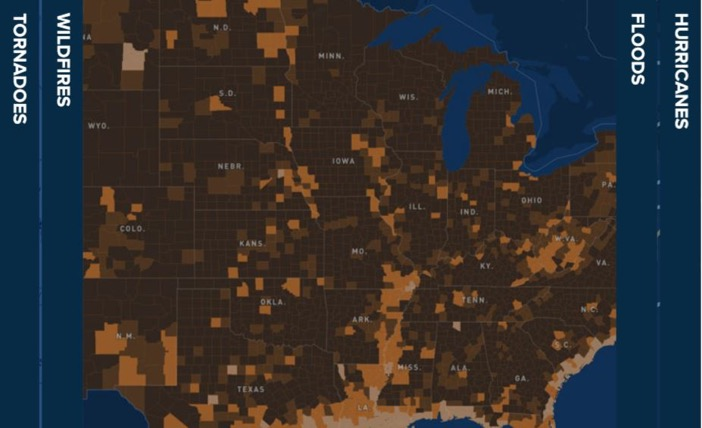 TORNADOES
WILDFIRES
N.D.
MINN.
S.D.
WIS.
MICH.
WYO.
NEBR.
IOWA
ILL.
IND.
OHIO
PA.
COLO.
KANS.
MO.
KY.
W.VA.
VA.
OKLA.
TENN.
N.C.
N.M.
ARK.
S.C.
TEXAS
MISS.
ALA.
GA.
LA
FLOODS
HURRICANES